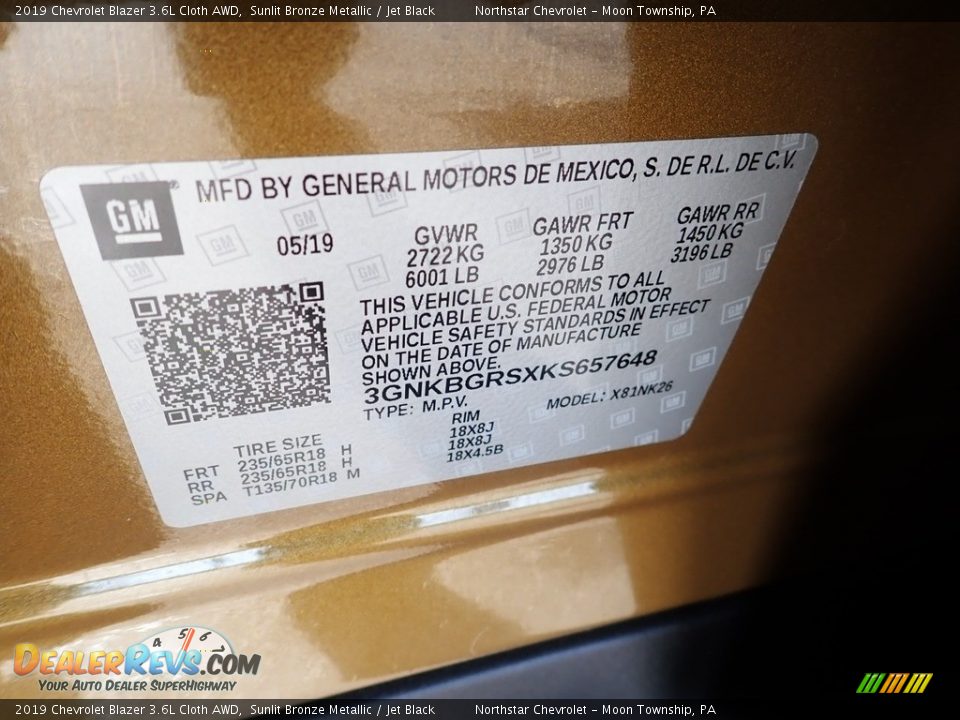 2019 Chevrolet Blazer 3.6L Cloth AWD, Sunlit Bronze Metallic / Jet Black Northstar Chevrolet - Moon Township, PA
GM
MFD BY GENERAL MOTORS DE MEXICO, S. DE R.L. DE C.V.
05/19
GVWR GAWR FRT GAWR RR
2722 KG 1350 KG 1450 KG
6001 LB 2976 LB 3196 LB
THIS VEHICLE CONFORMS TO ALL
APPLICABLE U.S. FEDERAL MOTOR
VEHICLE SAFETY STANDARDS IN EFFECT
ON THE DATE OF MANUFACTURE
SHOWN ABOVE.
3GNKBGRSXKS657648
TYPE: M.P.V. MODEL: X81NK26
TIRE SIZE RIM
FRT 235/65R18 H 18X8J
RR 235/65R18 H 18X8J
SPA T135/70R18 M 18X4.5B
4 5 6
DEALERREVS.COM
YOUR AUTO DEALER SUPERHIGHWAY
2019 Chevrolet Blazer 3.6L Cloth AWD, Sunlit Bronze Metallic / Jet Black Northstar Chevrolet - Moon Township, PA